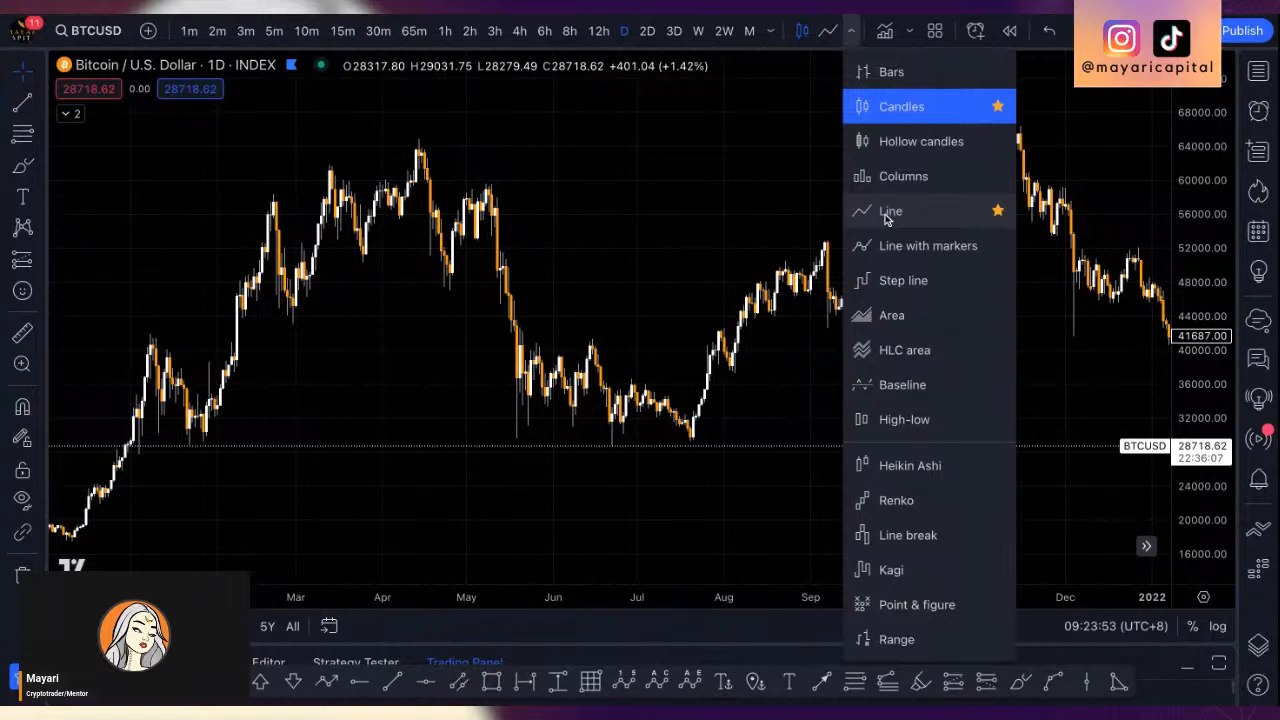 11
BTCUSD
1m 2m 3m 5m 10m 15m 30m 65m 1h 2h 3h 4h 6h 8h 12h D 2D 3D W 2W M
Publish
@mayaricapital
Bitcoin / U.S. Dollar · 1D · INDEX
O28317.80 H29031.75 L28279.49 C28718.62 +401.04 (+1.42%)
28718.62 0.00 28718.62
2
Bars
Candles
Hollow candles
Columns
Line
Line with markers
Step line
Area
HLC area
Baseline
High-low
Heikin Ashi
Renko
Line break
Kagi
Point & figure
Range
68000.00
64000.00
60000.00
56000.00
52000.00
48000.00
44000.00
41687.00
40000.00
36000.00
32000.00
BTCUSD 28718.62
22:36:07
24000.00
20000.00
16000.00
Mar Apr May Jun Jul Aug Sep Dec 2022
5Y All
09:23:53 (UTC+8) % log
Editor Strategy Tester Trading Panel
Mayari
Cryptotrader/Mentor